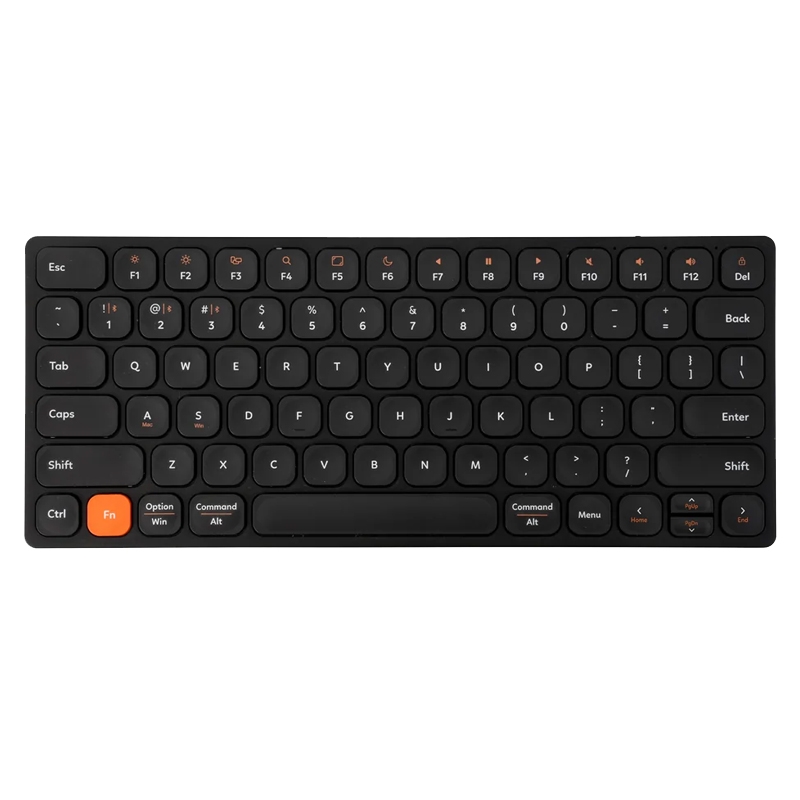 Esc F1 F2 F3 F4 F5 F6 F7 F8 F9 F10 F11 F12 Del
~ ! @ # $ % ^ & * ( ) _ +
` 1 2 3 4 5 6 7 8 9 0 - = Back
Tab Q W E R T Y U I O P { } |
[ ] \
Caps A S D F G H J K L : " Enter
Mac Win ; '
Shift Z X C V B N M < > ? Shift
, . /
Ctrl Fn Option Command Command Menu < ^ >
Win Alt Alt Home PgUp End
PgDn